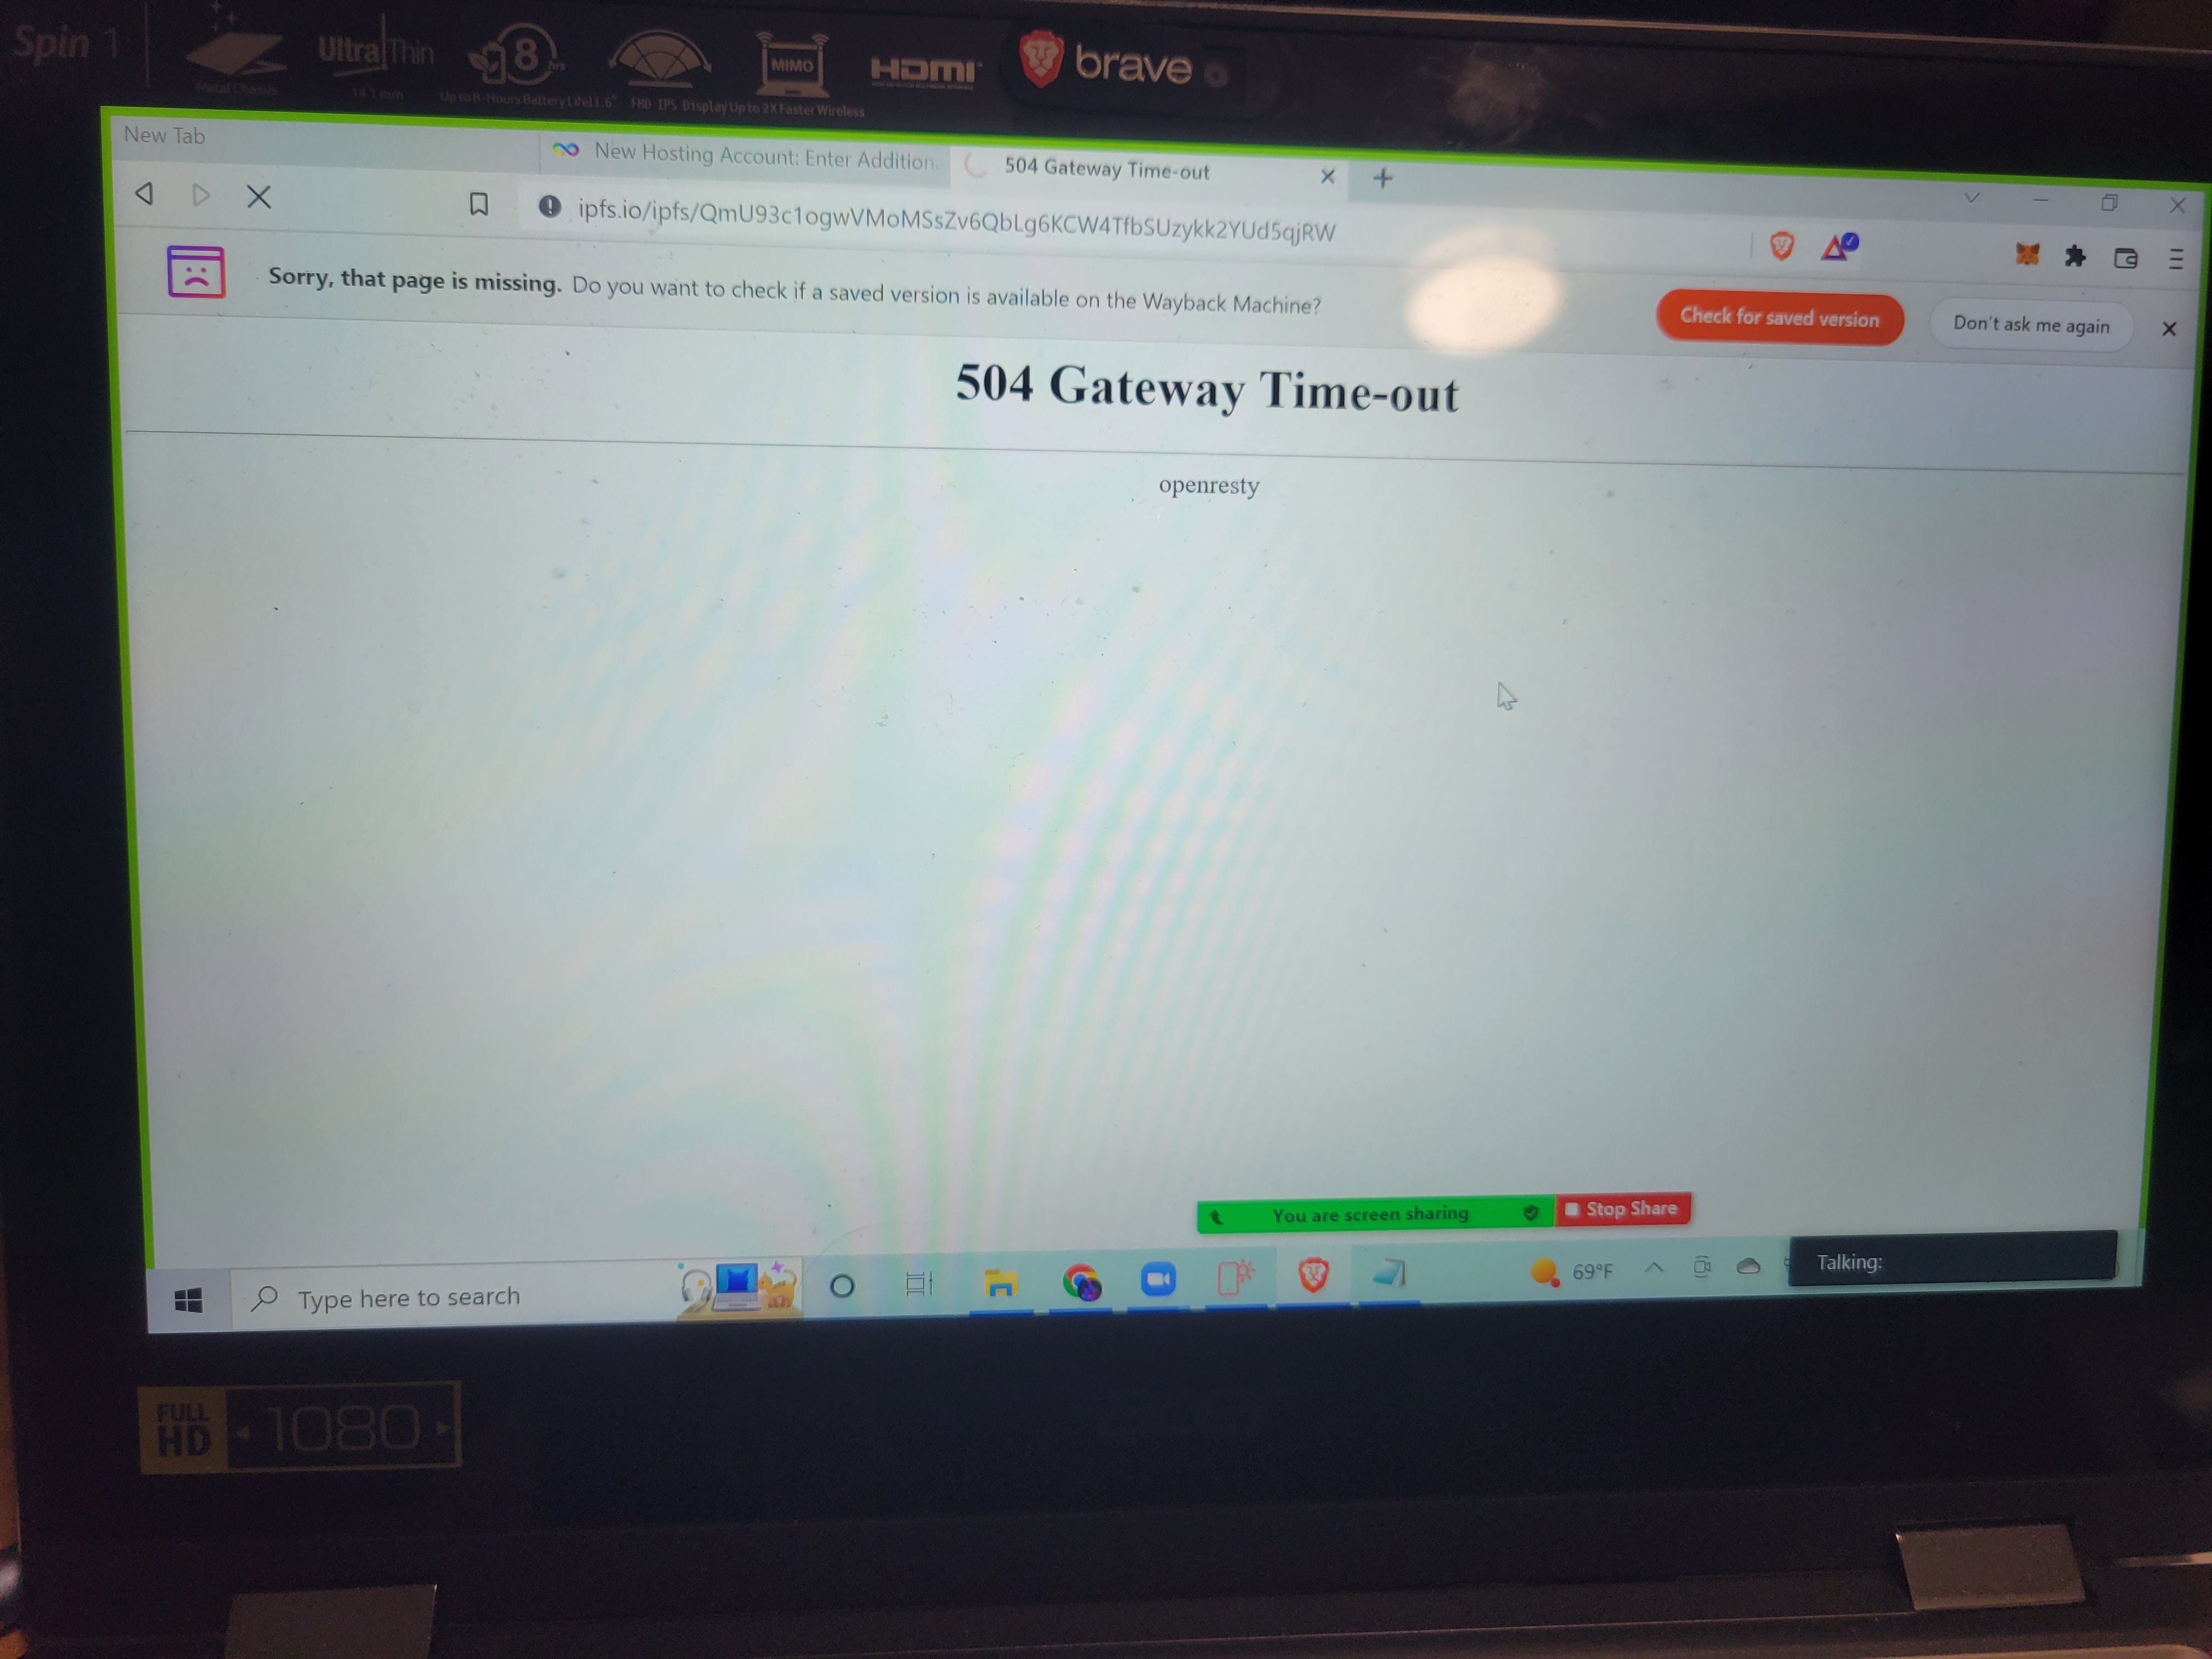 Spin 1
Metal Chassis
Ultra Thin
14.1 mm
8 hrs
Up to 8-Hours Battery Life
11.6" FHD IPS Display
MIMO
Up to 2X Faster Wireless
HDMI
brave
New Tab
New Hosting Account: Enter Addition
504 Gateway Time-out
ipfs.io/ipfs/QmU93c1ogwVMoMSsZv6QbLg6KCW4TfbSUzykk2YUd5qjRW
Sorry, that page is missing. Do you want to check if a saved version is available on the Wayback Machine?
Check for saved version
Don't ask me again
504 Gateway Time-out
openresty
You are screen sharing
Stop Share
Type here to search
69°F
Talking:
FULL HD 1080